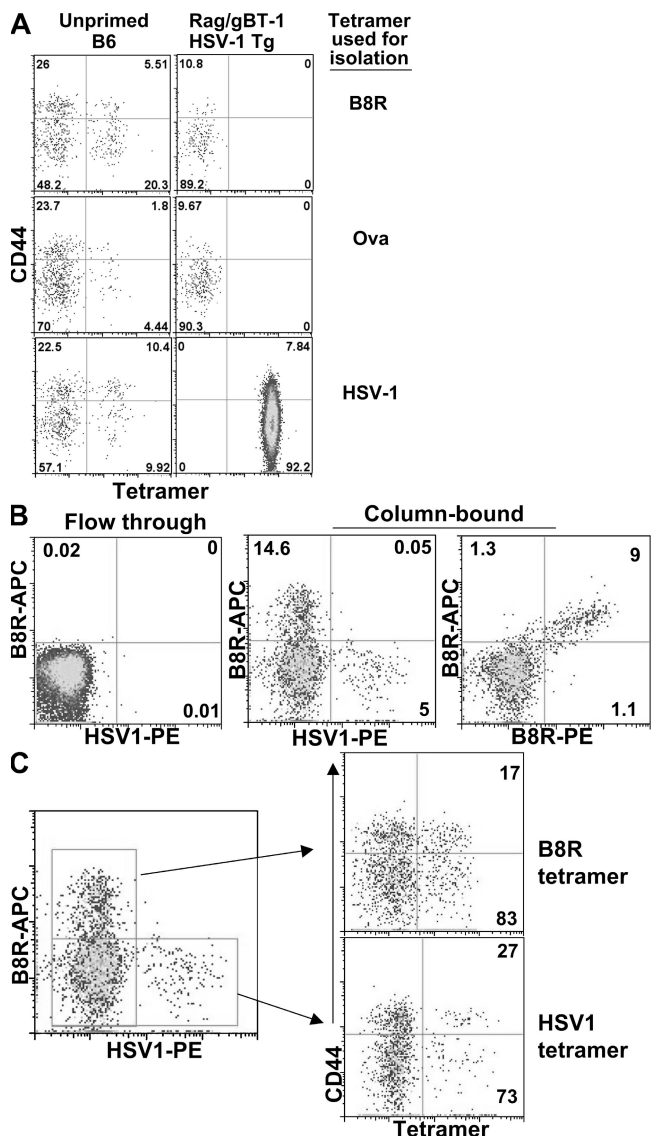 A
Unprimed
B6
Rag/gBT-1
HSV-1 Tg
Tetramer
used for
isolation
26
5.51
10.8
0
B8R
48.2
20.3
89.2
0
23.7
1.8
9.67
0
Ova
70
4.44
90.3
0
22.5
10.4
0
7.84
HSV-1
57.1
9.92
0
92.2
CD44
Tetramer
B
Flow through
Column-bound
0.02
0
0.01
B8R-APC
HSV1-PE
14.6
0.05
5
B8R-APC
HSV1-PE
1.3
9
1.1
B8R-APC
B8R-PE
C
B8R-APC
HSV1-PE
17
83
B8R
tetramer
27
73
HSV1
tetramer
CD44
Tetramer